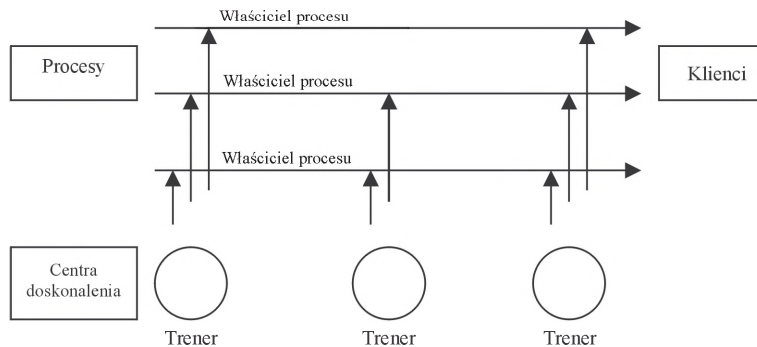 Właściciel procesu
Procesy
Właściciel procesu
Klienci
Właściciel procesu
Centra
doskonalenia
Trener
Trener
Trener